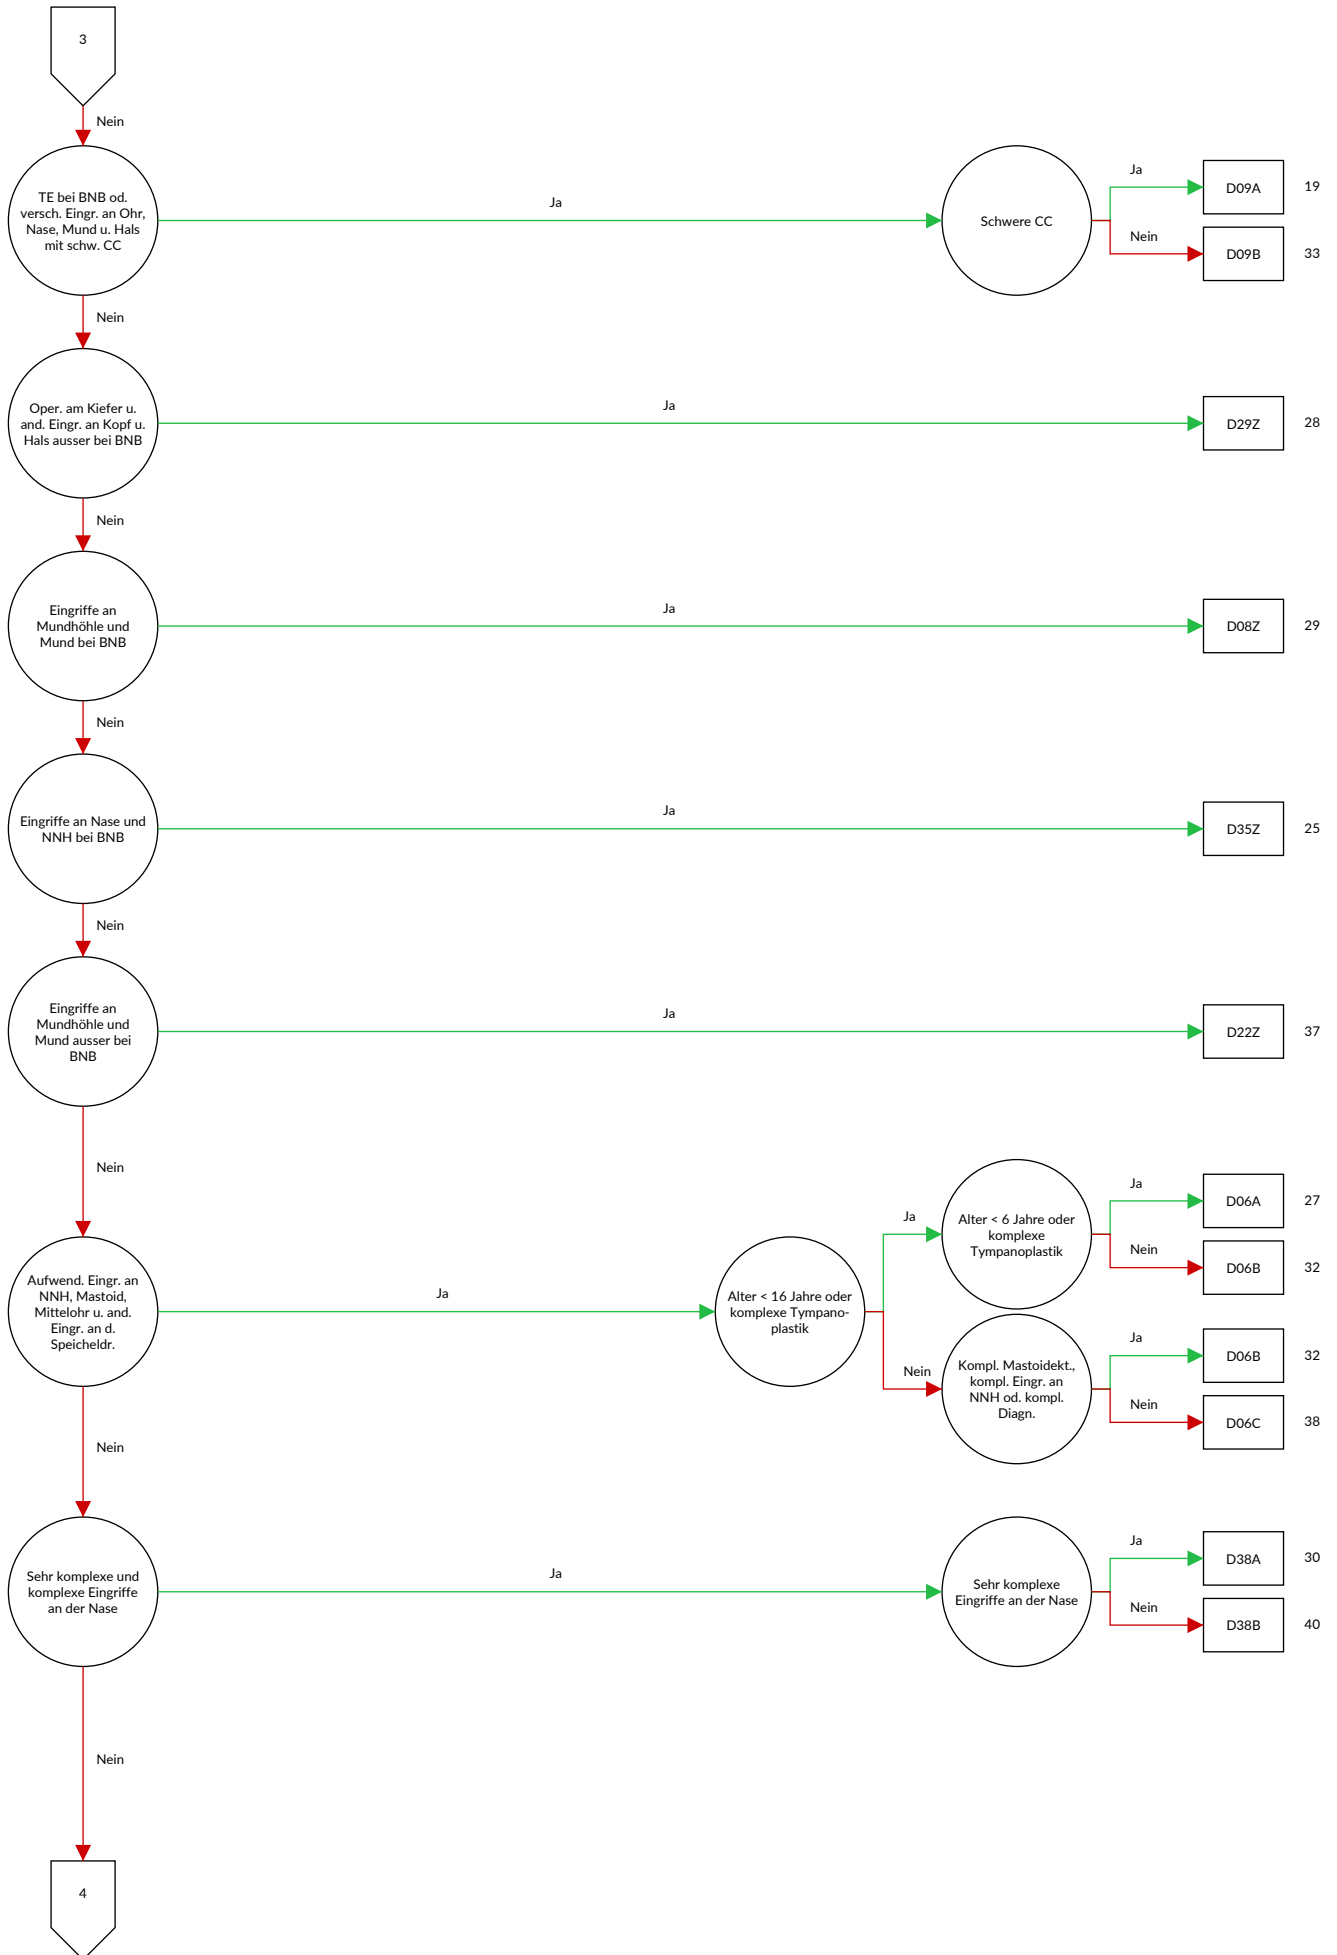 3
Nein
TE bei BNB od.
versch. Eingr. an Ohr,
Nase, Mund u. Hals
mit schw. CC
Ja
Schwere CC
Ja
D09A
19
Nein
D09B
33
Nein
Oper. am Kiefer u.
and. Eingr. an Kopf u.
Hals ausser bei BNB
Ja
D29Z
28
Nein
Eingriffe an
Mundhöhle und
Mund bei BNB
Ja
D08Z
29
Nein
Eingriffe an Nase und
NNH bei BNB
Ja
D35Z
25
Nein
Eingriffe an
Mundhöhle und
Mund ausser bei
BNB
Ja
D22Z
37
Nein
Aufwend. Eingr. an
NNH, Mastoid,
Mittelohr u. and.
Eingr. an d.
Speicheldr.
Ja
Alter < 16 Jahre oder
komplexe Tympano-
plastik
Ja
Alter < 6 Jahre oder
komplexe
Tympanoplastik
Ja
D06A
27
Nein
D06B
32
Nein
Kompl. Mastoidekt.,
kompl. Eingr. an
NNH od. kompl.
Diagn.
Ja
D06B
32
Nein
D06C
38
Nein
Sehr komplexe und
komplexe Eingriffe
an der Nase
Ja
Sehr komplexe
Eingriffe an der Nase
Ja
D38A
30
Nein
D38B
40
Nein
4